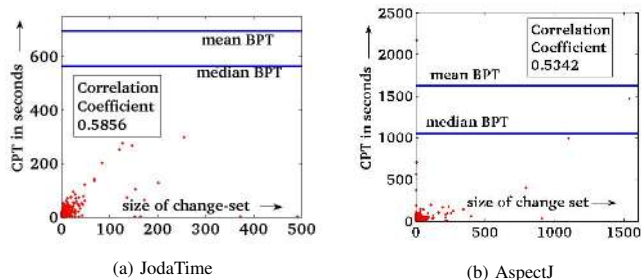 CPT in seconds
600
400
200
0
mean BPT
median BPT
Correlation
Coefficient
0.5856
size of change-set
0 100 200 300 400 500
(a) JodaTime
CPT in seconds
2500
2000
1500
1000
500
0
Correlation
Coefficient
0.5342
mean BPT
median BPT
size of change set
0 500 1000 1500
(b) AspectJ